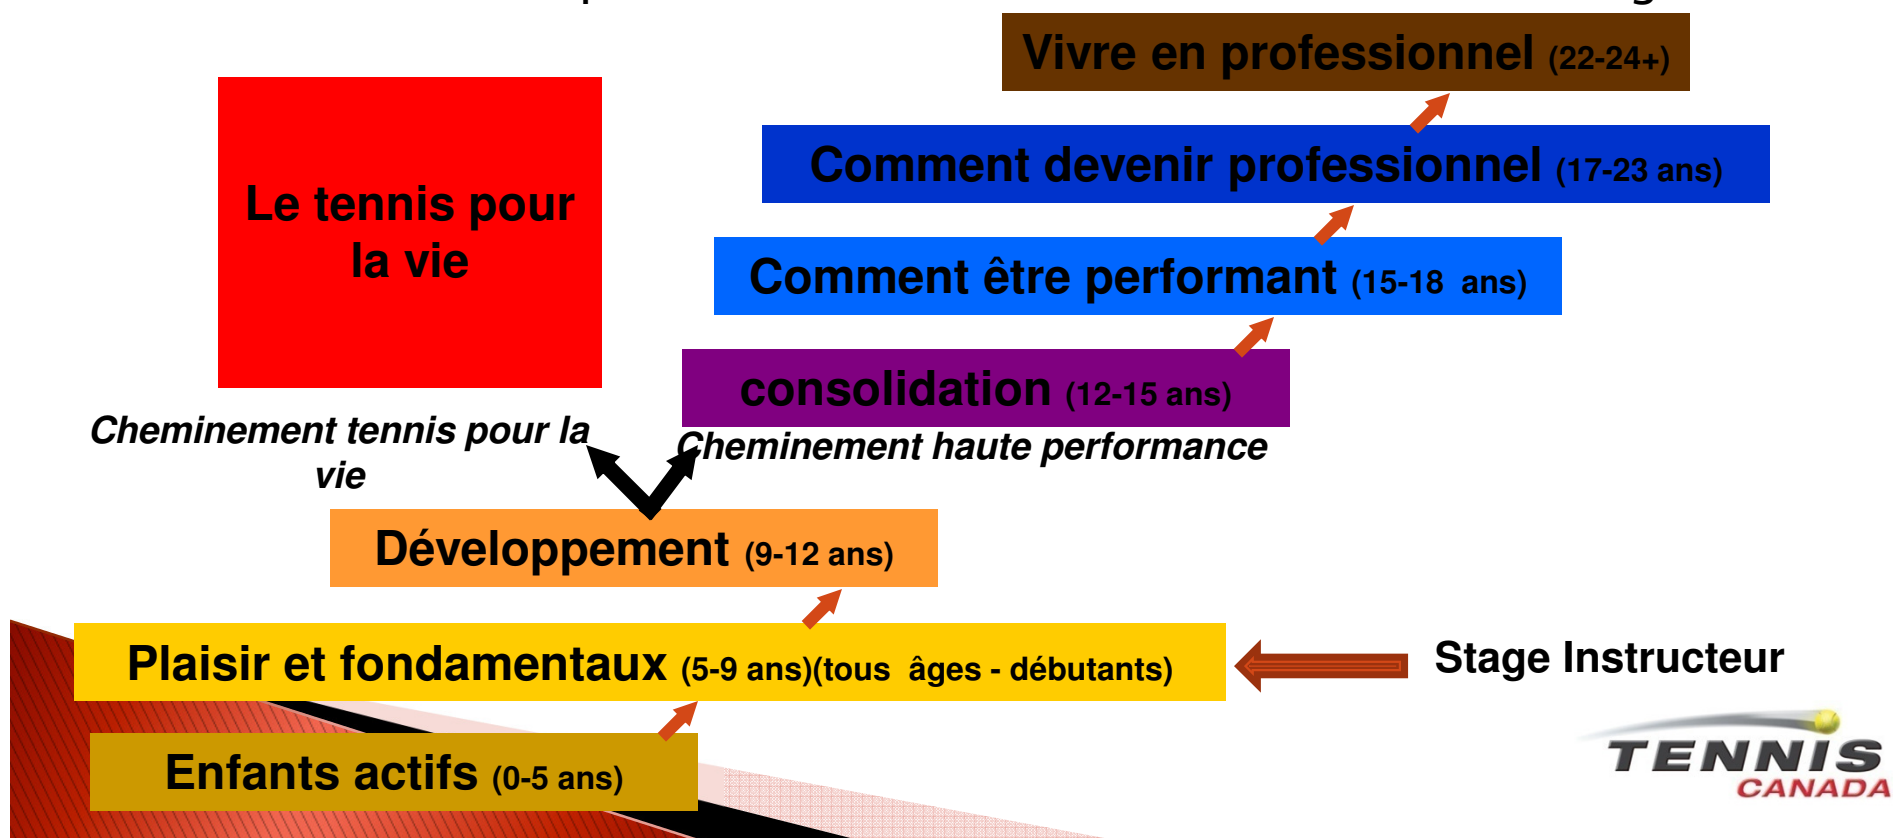 Vivre en professionnel (22-24+)
Comment devenir professionnel (17-23 ans)
Le tennis pour
la vie
Comment être performant (15-18 ans)
consolidation (12-15 ans)
Cheminement tennis pour la
vie
Cheminement haute performance
Développement (9-12 ans)
Plaisir et fondamentaux (5-9 ans)(tous âges - débutants)
Stage Instructeur
Enfants actifs (0-5 ans)
TENNIS
CANADA